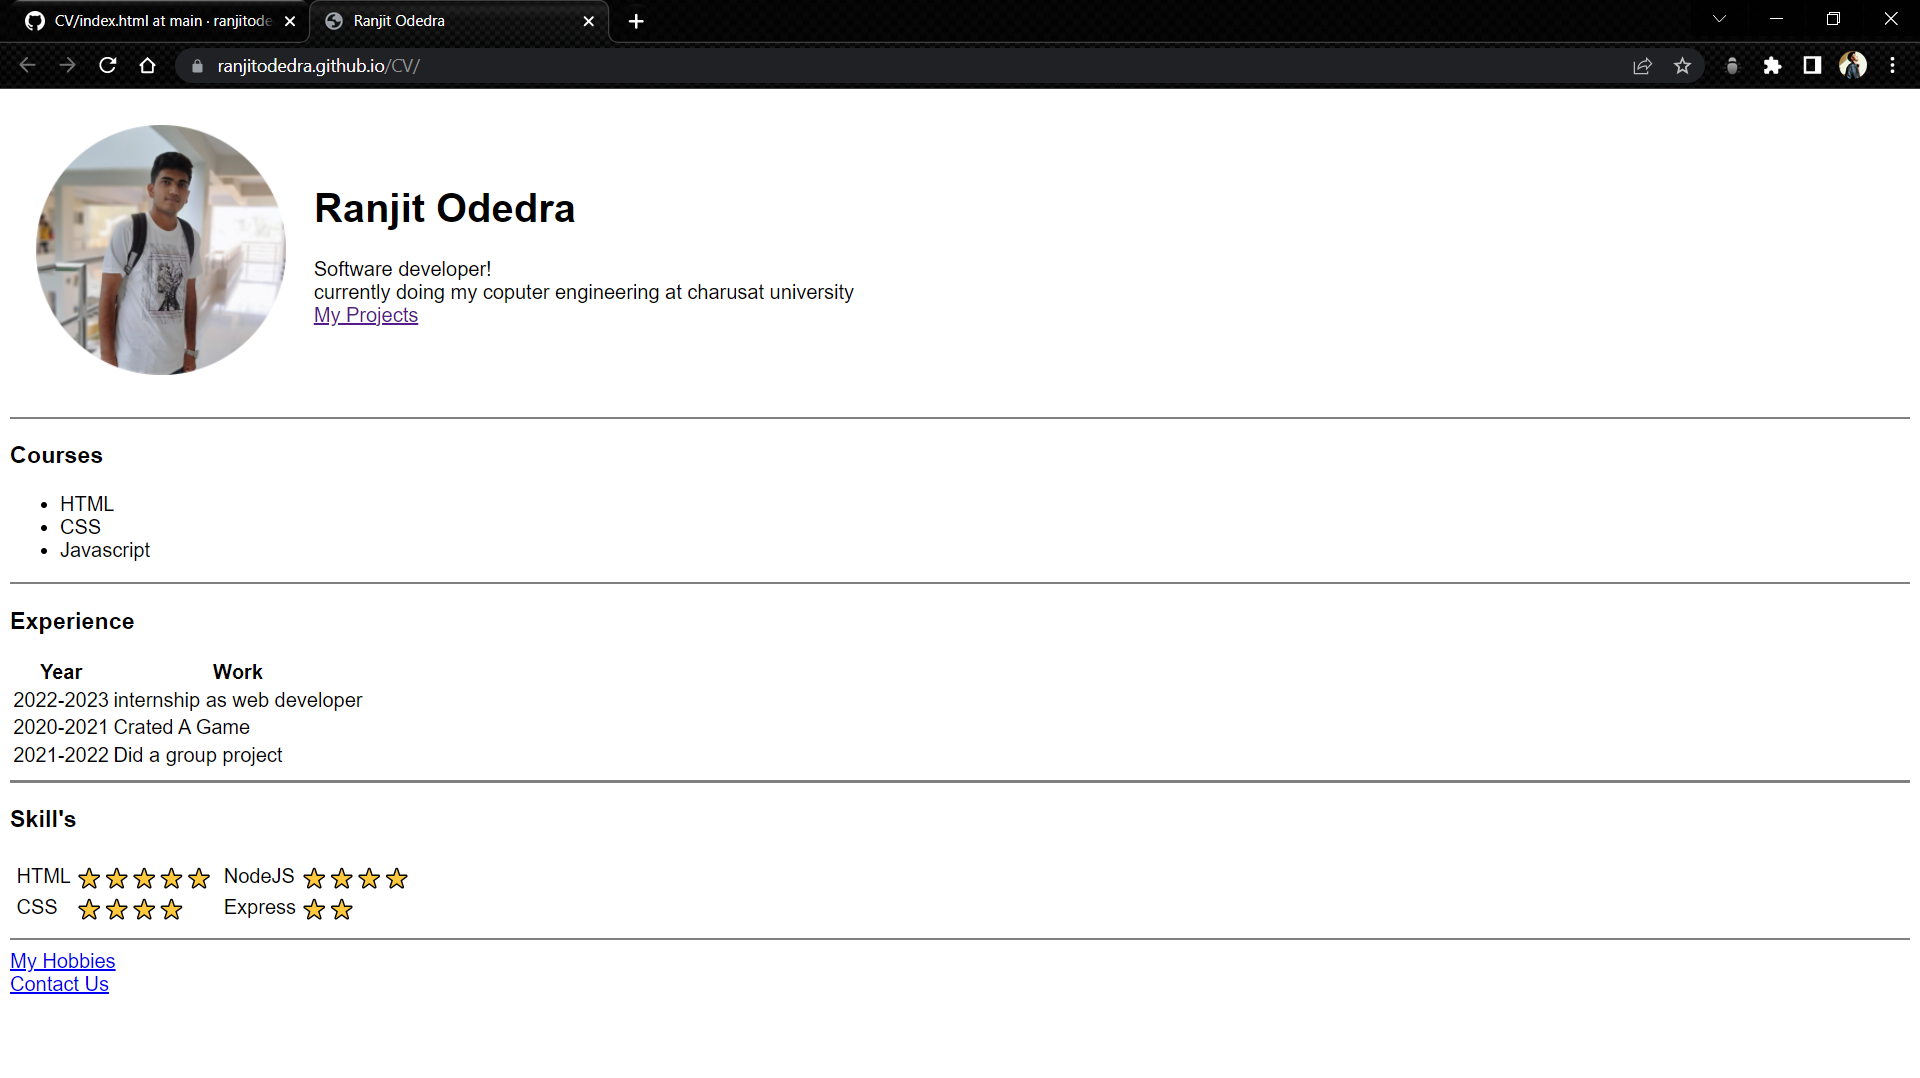 CV/index.html at main · ranjitode
Ranjit Odedra
ranjitodedra.github.io/CV/
Ranjit Odedra
Software developer!
currently doing my coputer engineering at charusat university
My Projects
Courses
HTML
CSS
Javascript
Experience
Year Work
2022-2023 internship as web developer
2020-2021 Crated A Game
2021-2022 Did a group project
Skill's
HTML NodeJS
CSS Express
My Hobbies
Contact Us